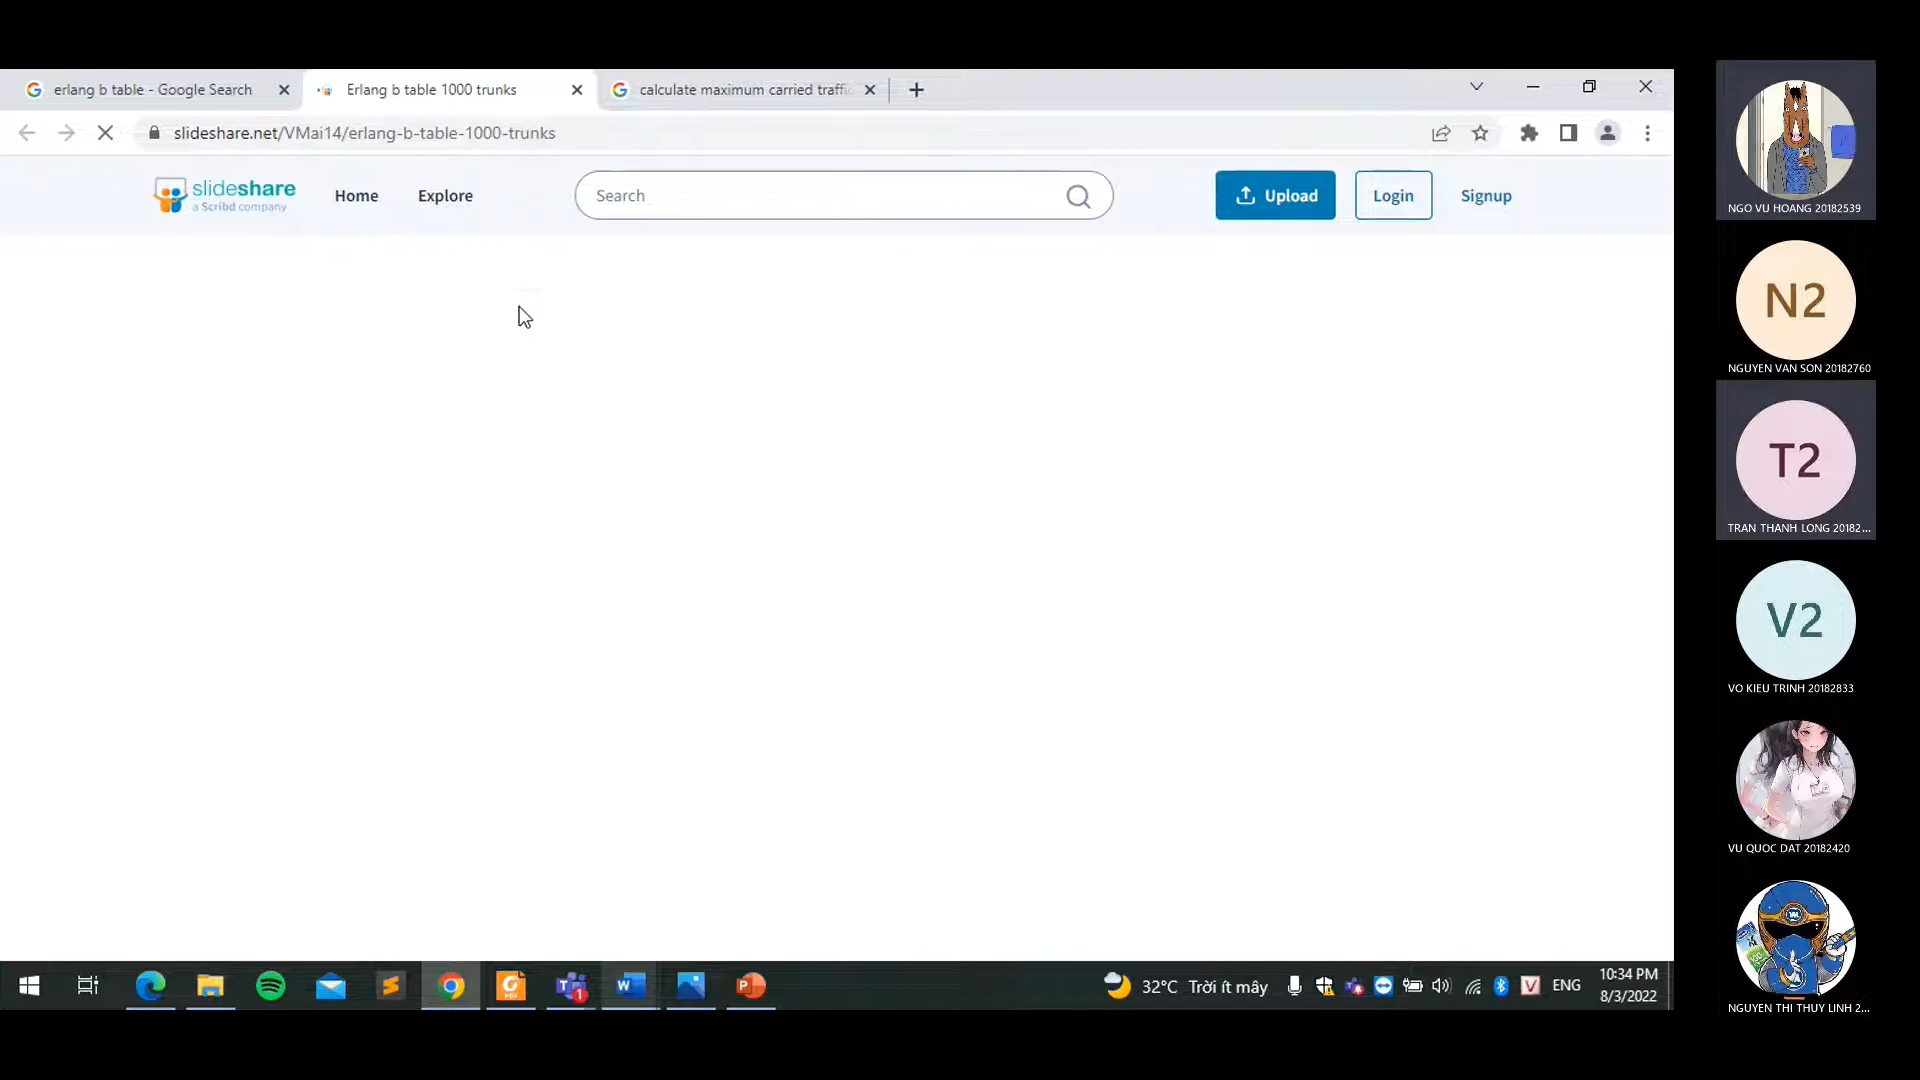 erlang b table - Google Search
Erlang b table 1000 trunks
calculate maximum carried traffic
slideshare.net/VMai14/erlang-b-table-1000-trunks
slideshare
a Scribd company
Home
Explore
Search
Upload
Login
Signup
NGO VU HOANG 20182539
N2
NGUYEN VAN SON 20182760
T2
TRAN THANH LONG 20182...
V2
VO KIEU TRINH 20182833
VU QUOC DAT 20182420
NGUYEN THI THUY LINH 2...
32°C Trời ít mây
ENG
10:34 PM
8/3/2022